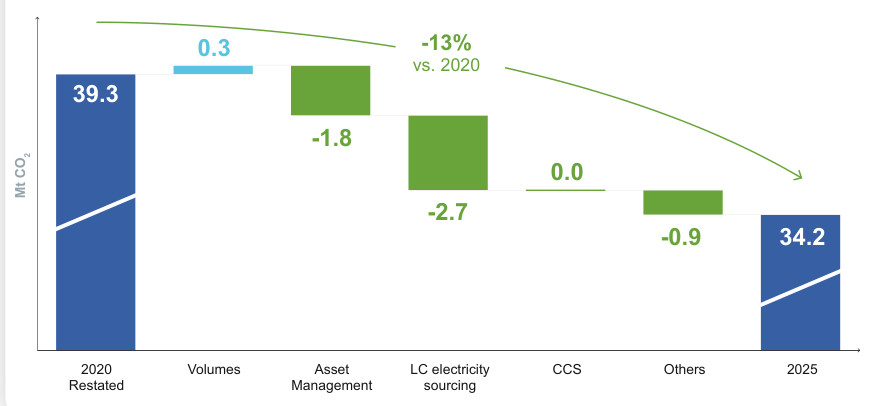 -13%
vs. 2020
0.3
39.3
-1.8
0.0
-2.7
-0.9
34.2
Mt CO₂
2020
Restated
Volumes
Asset
Management
LC electricity
sourcing
CCS
Others
2025